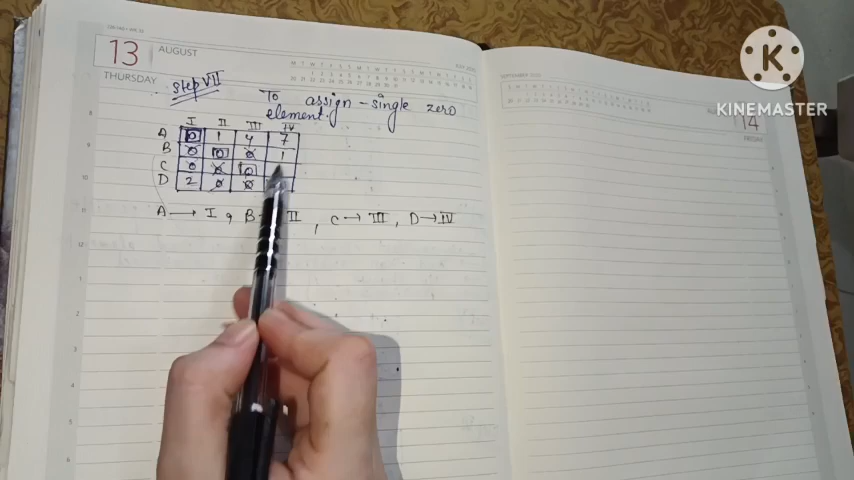 13 AUGUST
THURSDAY
Step VII
To assign - single zero
element.
I II III IV
A 0 1 4 7
B 0 0 0 1
C 0 0 0
D 2 0 0
A → I, B → II, C → III, D → IV
K
KINEMASTER
14